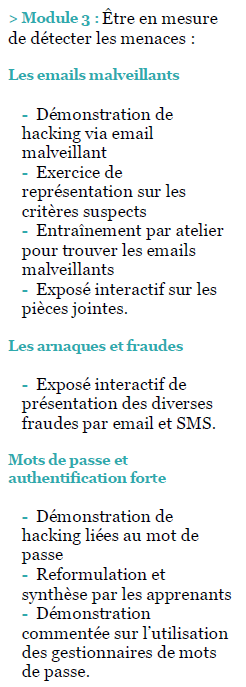 > Module 3 : Être en mesure
de détecter les menaces :
Les emails malveillants
- Démonstration de
hacking via email
malveillant
- Exercice de
représentation sur les
critères suspects
- Entraînement par atelier
pour trouver les emails
malveillants
- Exposé interactif sur les
pièces jointes.
Les arnaques et fraudes
- Exposé interactif de
présentation des diverses
fraudes par email et SMS.
Mots de passe et
authentification forte
- Démonstration de
hacking liées au mot de
passe
- Reformulation et
synthèse par les apprenants
- Démonstration
commentée sur l’utilisation
des gestionnaires de mots
de passe.